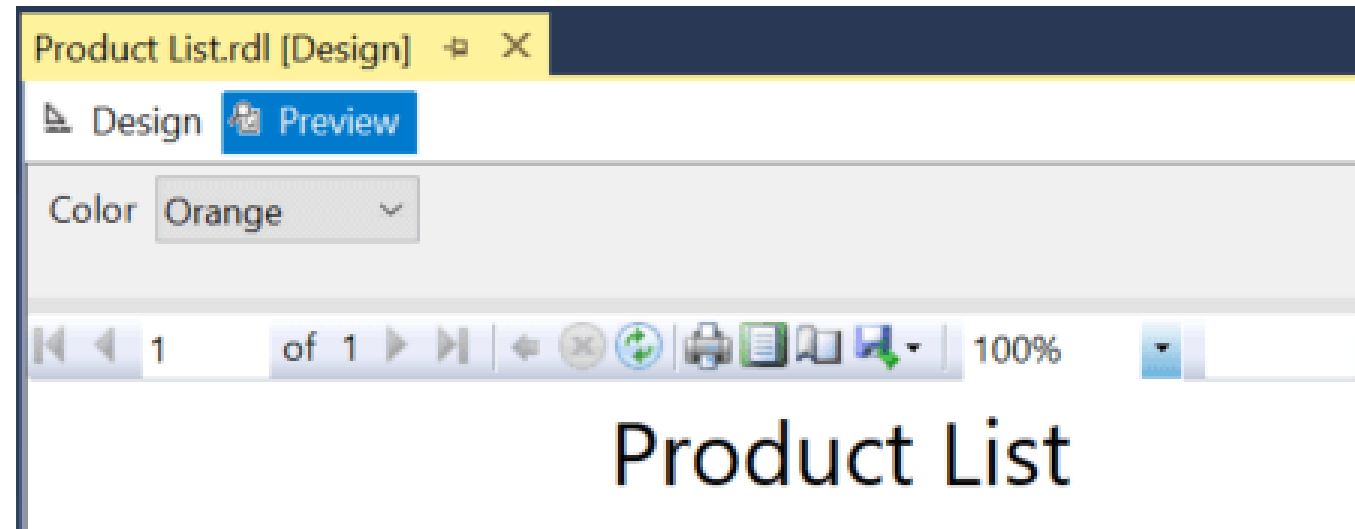 Product List.rdl [Design]
Design Preview
Color Orange
1 of 1 100%
Product List